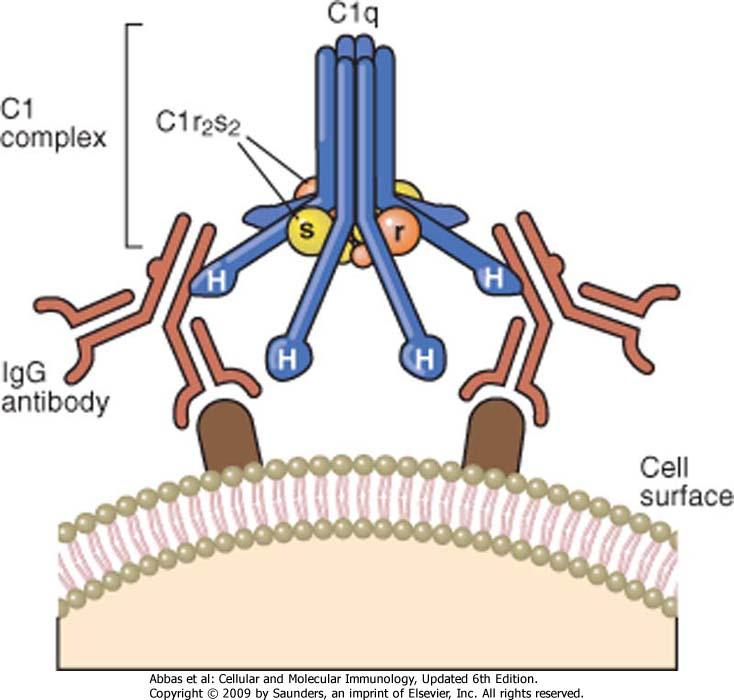 C1q
C1
complex
C1r₂s₂
s
r
H
H
H
H
IgG
antibody
Cell
surface
Abbas et al: Cellular and Molecular Immunology, Updated 6th Edition.
Copyright © 2009 by Saunders, an imprint of Elsevier, Inc. All rights reserved.